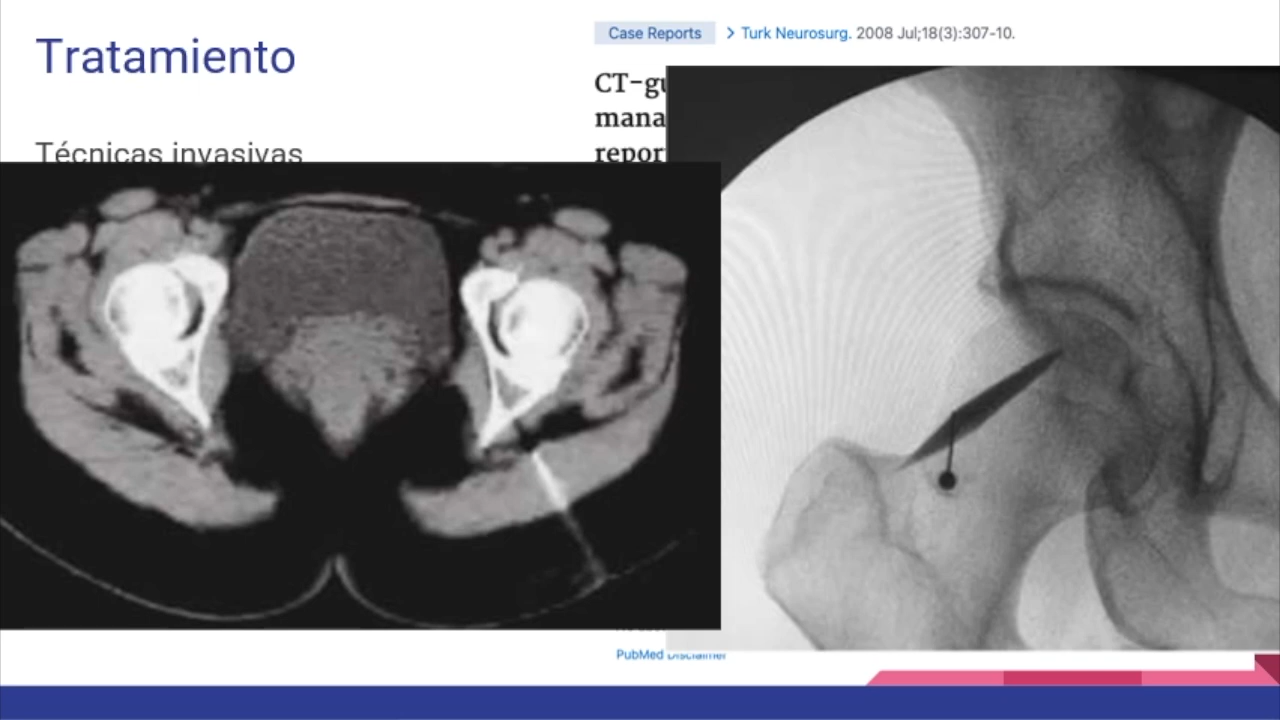 Tratamiento
Técnicas invasivas
Case Reports > Turk Neurosurg. 2008 Jul;18(3):307-10.
CT-gu
mana
repor
PubMed Disclaimer